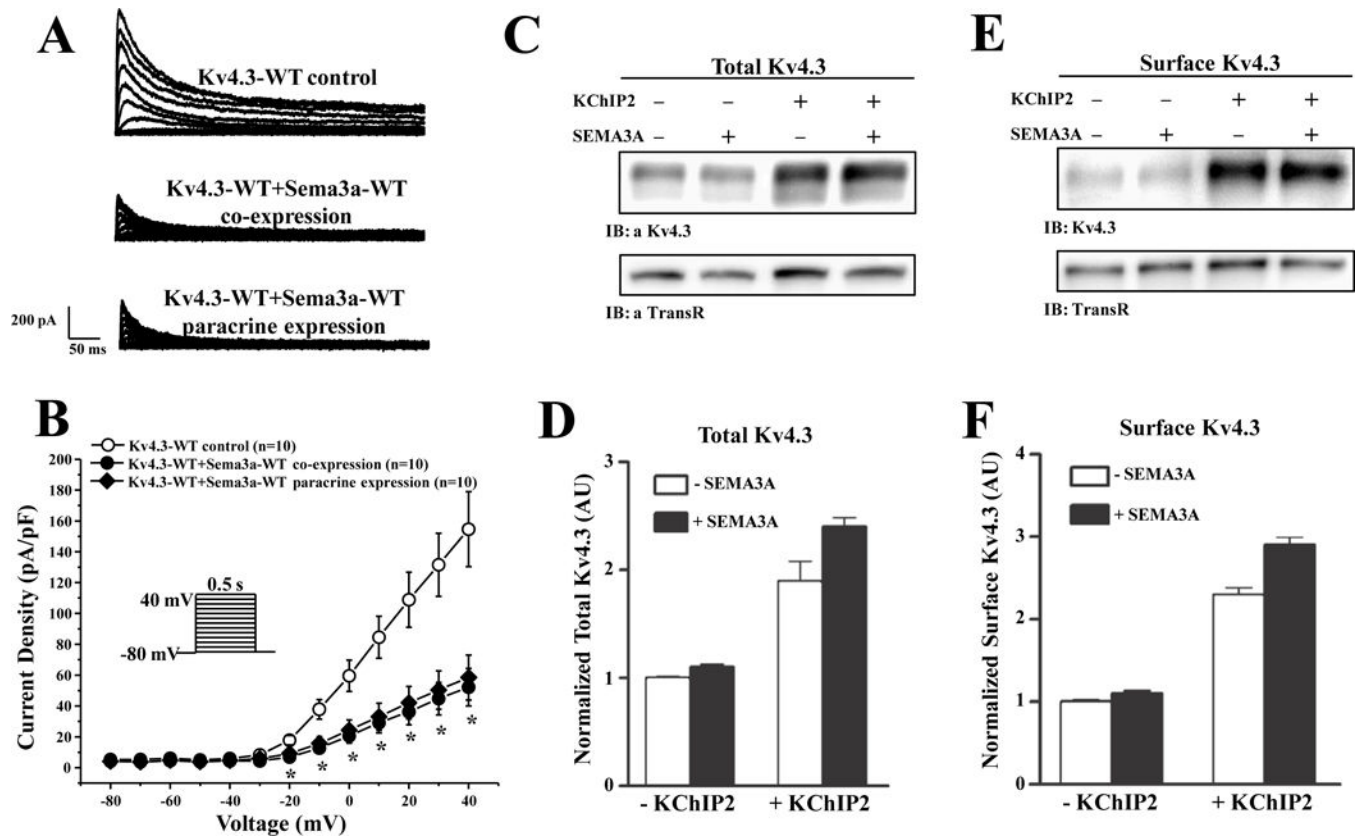 A
Kv4.3-WT control
Kv4.3-WT+Sema3a-WT
co-expression
Kv4.3-WT+Sema3a-WT
paracrine expression
200 pA
50 ms
B
Kv4.3-WT control (n=10)
Kv4.3-WT+Sema3a-WT co-expression (n=10)
Kv4.3-WT+Sema3a-WT paracrine expression (n=10)
Current Density (pA/pF)
200
180
160
140
120
100
80
60
40
20
0
0.5 s
40 mV
-80 mV
* * * * * * *
-80 -60 -40 -20 0 20 40
Voltage (mV)
C
Total Kv4.3
KChIP2 – – + +
SEMA3A – + – +
IB: a Kv4.3
IB: a TransR
D
Total Kv4.3
Normalized Total Kv4.3 (AU)
3
2
1
0
- SEMA3A
+ SEMA3A
- KChIP2 + KChIP2
E
Surface Kv4.3
KChIP2 – – + +
SEMA3A – + – +
IB: Kv4.3
IB: TransR
F
Surface Kv4.3
Normalized Surface Kv4.3 (AU)
4
3
2
1
0
- SEMA3A
+ SEMA3A
- KChIP2 + KChIP2